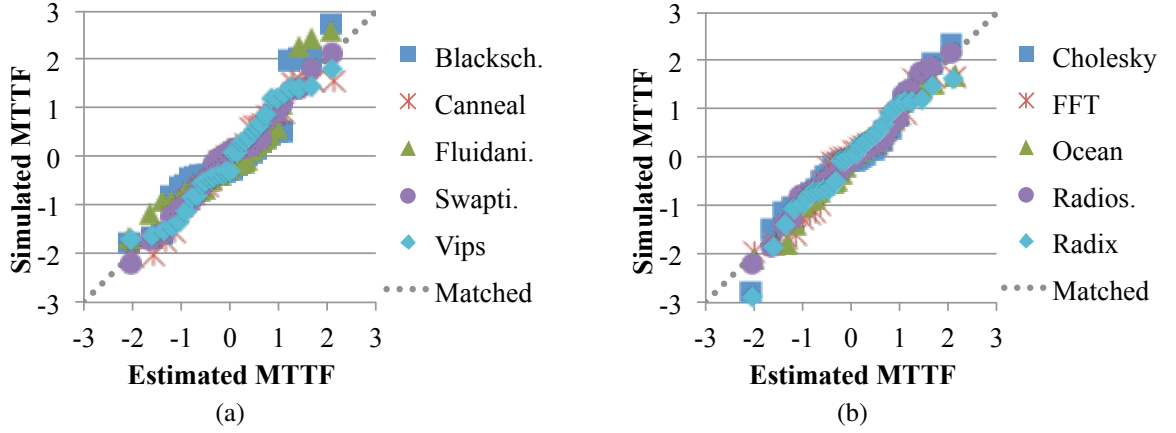 3
2
1
0
-1
-2
-3
-3 -2 -1 0 1 2 3
Simulated MTTF
Estimated MTTF
Blacksch.
Canneal
Fluidani.
Swapti.
Vips
Matched
(a)
3
2
1
0
-1
-2
-3
-3 -2 -1 0 1 2 3
Simulated MTTF
Estimated MTTF
Cholesky
FFT
Ocean
Radios.
Radix
Matched
(b)